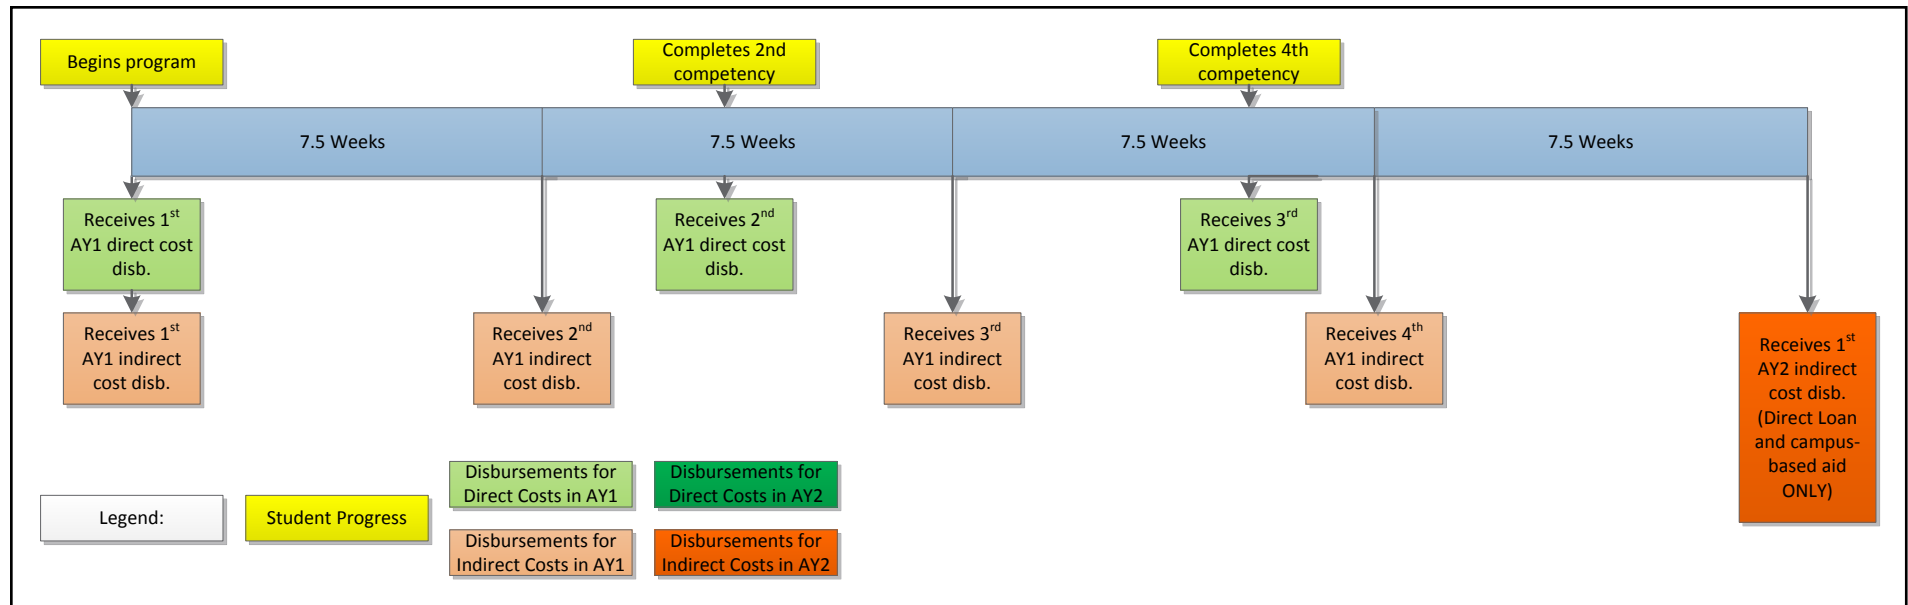 Begins program
Completes 2nd
competency
Completes 4th
competency
7.5 Weeks
7.5 Weeks
7.5 Weeks
7.5 Weeks
Receives 1st
AY1 direct cost
disb.
Receives 2nd
AY1 direct cost
disb.
Receives 3rd
AY1 direct cost
disb.
Receives 1st
AY1 indirect
cost disb.
Receives 2nd
AY1 indirect
cost disb.
Receives 3rd
AY1 indirect
cost disb.
Receives 4th
AY1 indirect
cost disb.
Receives 1st
AY2 indirect
cost disb.
(Direct Loan
and campus-
based aid
ONLY)
Legend:
Student Progress
Disbursements for
Direct Costs in AY1
Disbursements for
Direct Costs in AY2
Disbursements for
Indirect Costs in AY1
Disbursements for
Indirect Costs in AY2